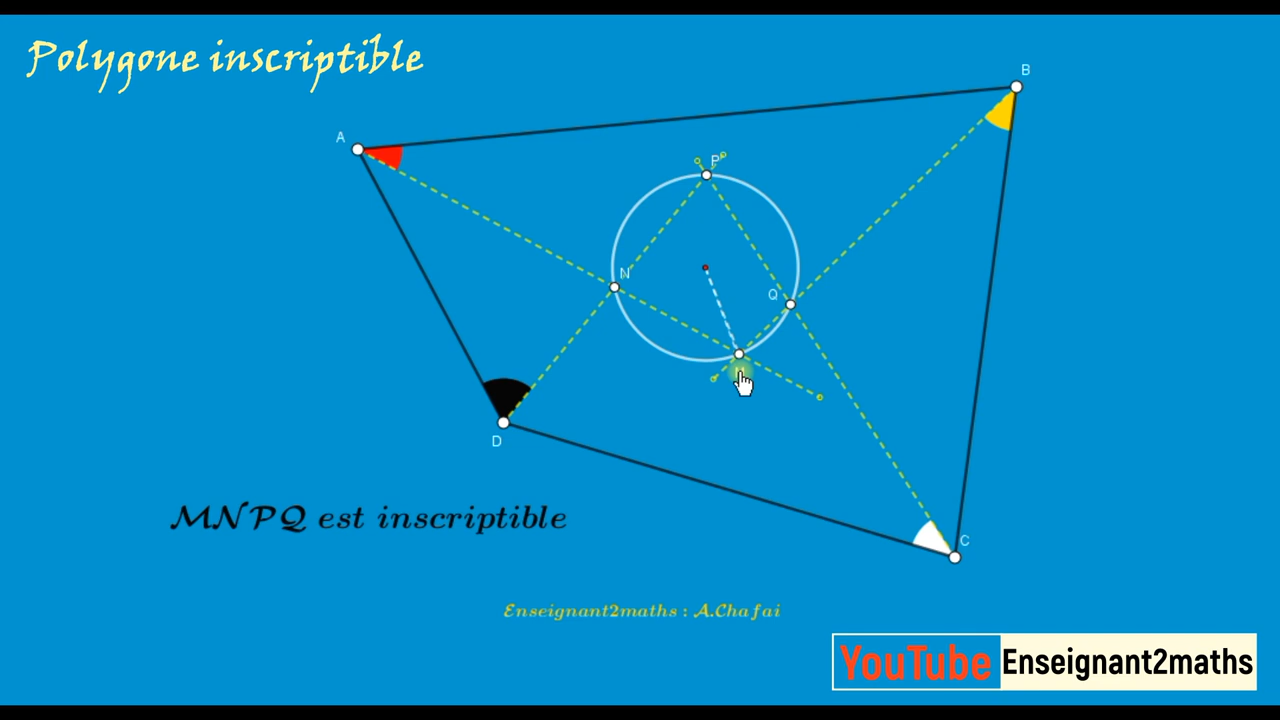 Polygone inscriptible
B
A
P
N
Q
D
MNPQ est inscriptible
C
Enseignant2maths : A.Chafai
YouTube Enseignant2maths